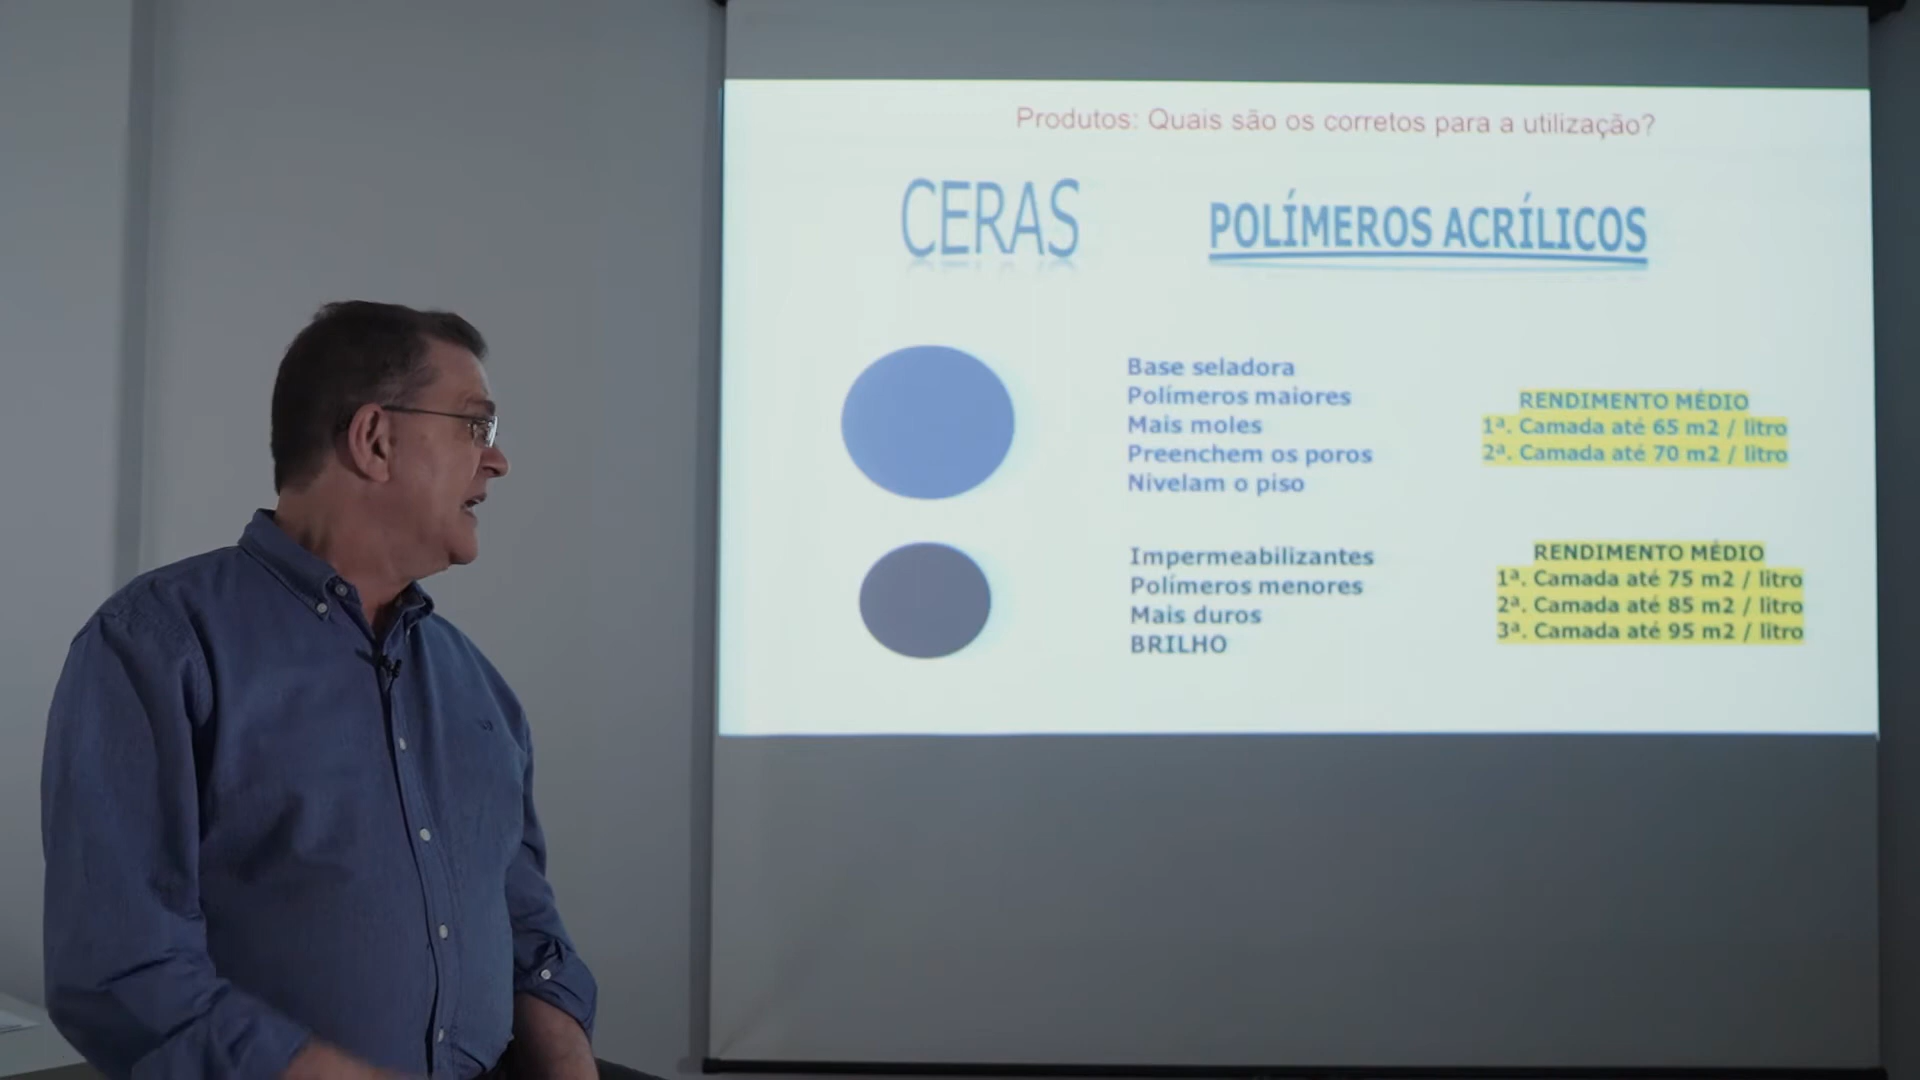 Produtos: Quais são os corretos para a utilização?
CERAS
POLÍMEROS ACRÍLICOS
Base seladora
Polímeros maiores
Mais moles
Preenchem os poros
Nivelam o piso
RENDIMENTO MÉDIO
1ª. Camada até 65 m2 / litro
2ª. Camada até 70 m2 / litro
Impermeabilizantes
Polímeros menores
Mais duros
BRILHO
RENDIMENTO MÉDIO
1ª. Camada até 75 m2 / litro
2ª. Camada até 85 m2 / litro
3ª. Camada até 95 m2 / litro